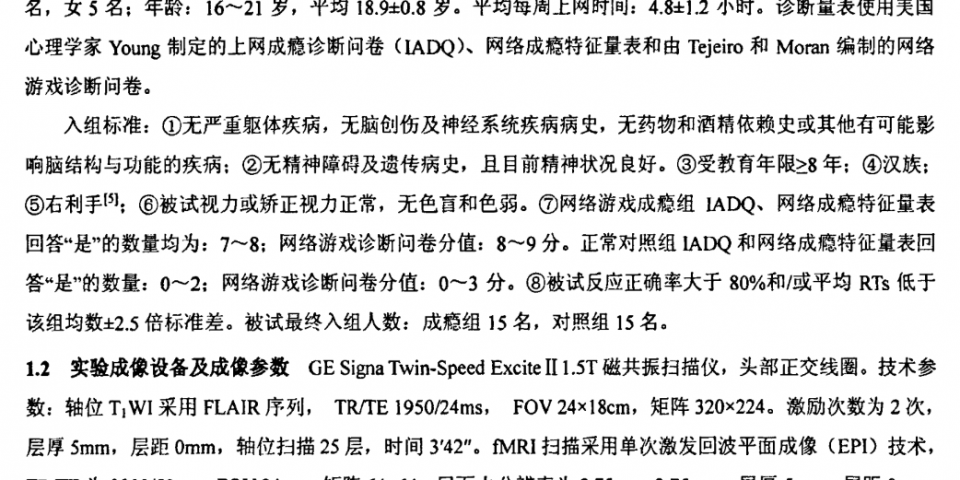 名，女 5 名；年龄：16～21 岁，平均 18.9±0.8 岁。平均每周上网时间：4.8±1.2 小时。诊断量表使用美国
心理学家 Young 制定的上网成瘾诊断问卷（IADQ）、网络成瘾特征量表和由 Tejeiro 和 Moran 编制的网络
游戏诊断问卷。
入组标准：①无严重躯体疾病，无脑创伤及神经系统疾病病史，无药物和酒精依赖史或其他有可能影
响脑结构与功能的疾病；②无精神障碍及遗传病史，且目前精神状况良好。③受教育年限≥8 年；④汉族；
⑤右利手[5]；⑥被试视力或矫正视力正常，无色盲和色弱。⑦网络游戏成瘾组 IADQ、网络成瘾特征量表
回答“是”的数量均为：7～8；网络游戏诊断问卷分值：8～9 分。正常对照组 IADQ 和网络成瘾特征量表回
答“是”的数量：0～2；网络游戏诊断问卷分值：0～3 分。⑧被试反应正确率大于 80%和/或平均 RTs 低于
该组均数±2.5 倍标准差。被试最终入组人数：成瘾组 15 名，对照组 15 名。
1.2 实验成像设备及成像参数 GE Signa Twin-Speed Excite II 1.5T 磁共振扫描仪，头部正交线圈。技术参
数：轴位 T1WI 采用 FLAIR 序列， TR/TE 1950/24ms， FOV 24×18cm，矩阵 320×224。激励次数为 2 次，
层厚 5mm，层距 0mm，轴位扫描 25 层，时间 3′42″。fMRI 扫描采用单次激发回波平面成像（EPI）技术，